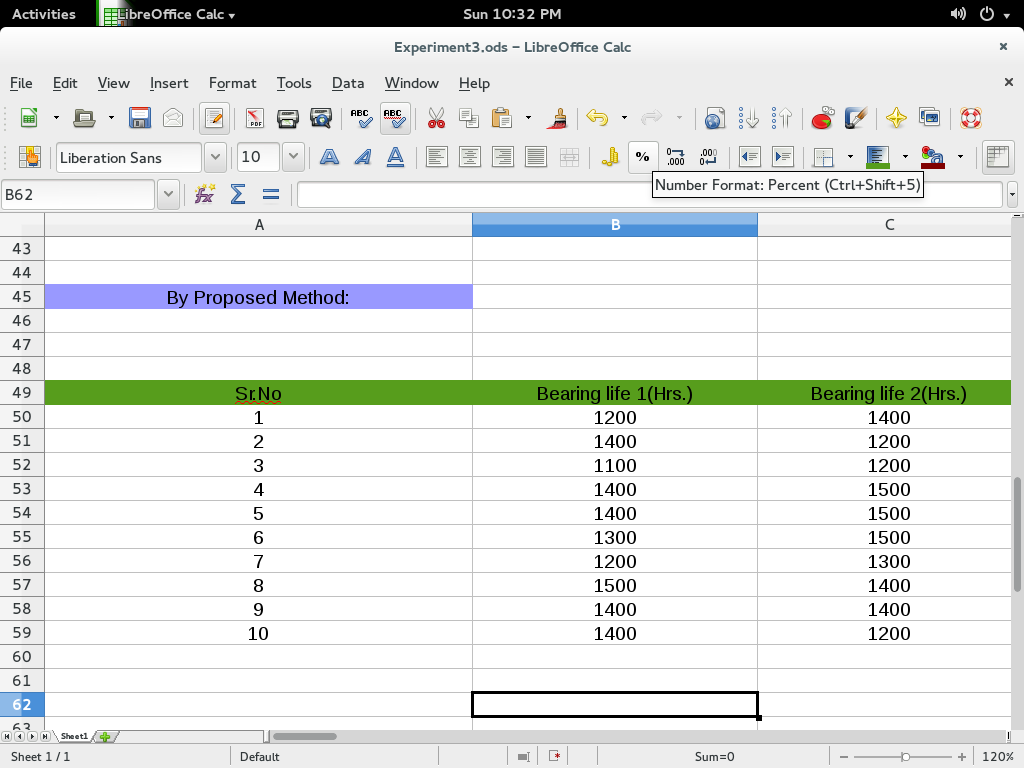 Activities LibreOffice Calc Sun 10:32 PM
Experiment3.ods – LibreOffice Calc
File Edit View Insert Format Tools Data Window Help
Liberation Sans 10
B62
Number Format: Percent (Ctrl+Shift+5)
A B C
43
44
45 By Proposed Method:
46
47
48
49 Sr.No Bearing life 1(Hrs.) Bearing life 2(Hrs.)
50 1 1200 1400
51 2 1400 1200
52 3 1100 1200
53 4 1400 1500
54 5 1400 1500
55 6 1300 1500
56 7 1200 1300
57 8 1500 1400
58 9 1400 1400
59 10 1400 1200
60
61
62
63
Sheet1
Sheet 1 / 1 Default Sum=0 120%